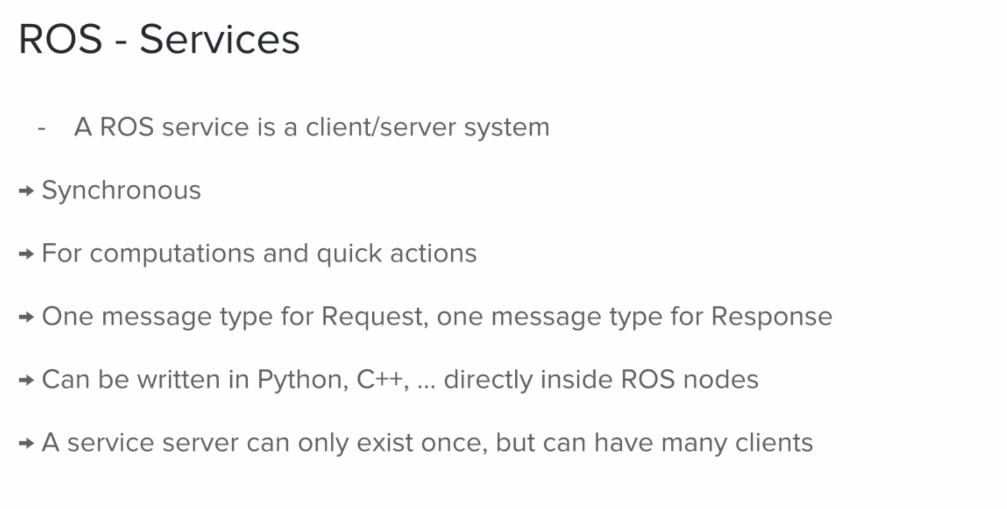 ROS - Services
- A ROS service is a client/server system
➞ Synchronous
➞ For computations and quick actions
➞ One message type for Request, one message type for Response
➞ Can be written in Python, C++, ... directly inside ROS nodes
➞ A service server can only exist once, but can have many clients